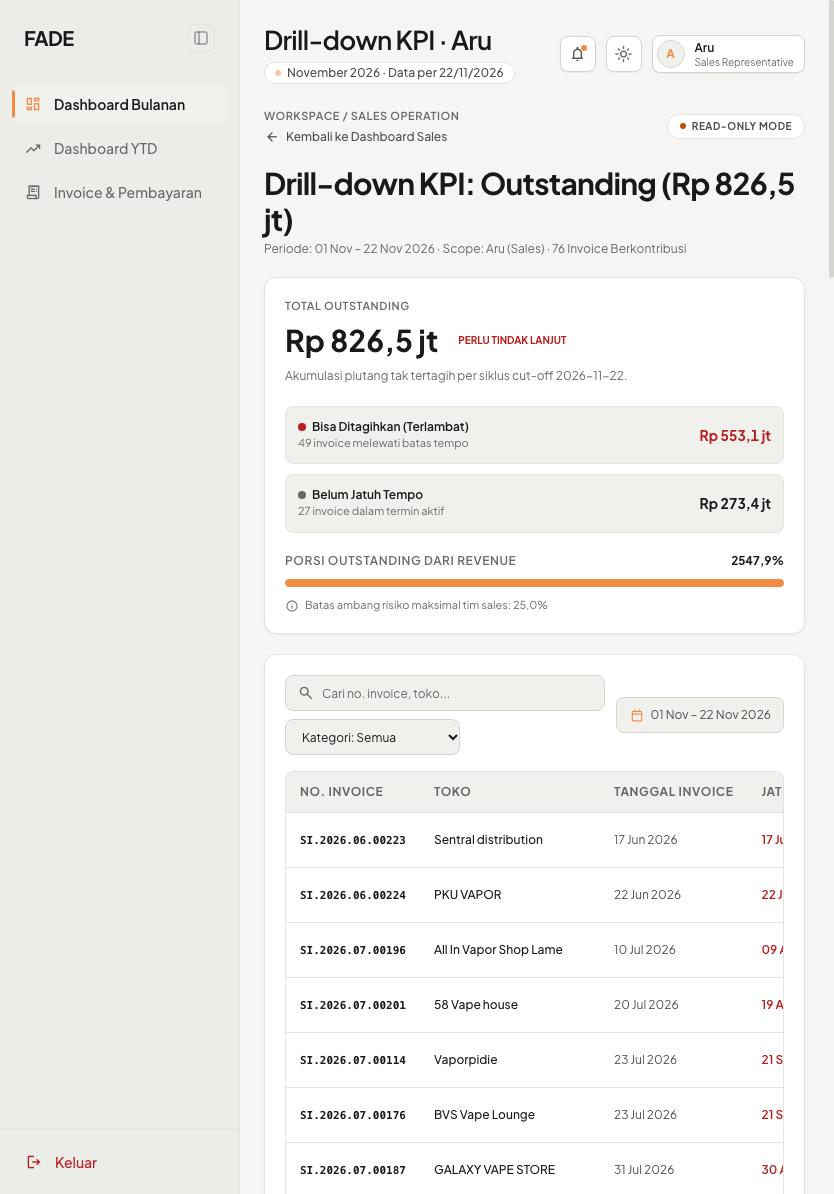 FADE
Dashboard Bulanan
Dashboard YTD
Invoice & Pembayaran
Keluar
Drill-down KPI · Aru
November 2026 · Data per 22/11/2026
A
Aru
Sales Representative
WORKSPACE / SALES OPERATION
← Kembali ke Dashboard Sales
READ-ONLY MODE
Drill-down KPI: Outstanding (Rp 826,5
jt)
Periode: 01 Nov – 22 Nov 2026 · Scope: Aru (Sales) · 76 Invoice Berkontribusi
TOTAL OUTSTANDING
Rp 826,5 jt PERLU TINDAK LANJUT
Akumulasi piutang tak tertagih per siklus cut-off 2026-11-22.
Bisa Ditagihkan (Terlambat)
49 invoice melewati batas tempo
Rp 553,1 jt
Belum Jatuh Tempo
27 invoice dalam termin aktif
Rp 273,4 jt
PORSI OUTSTANDING DARI REVENUE 2547,9%
Batas ambang risiko maksimal tim sales: 25,0%
Cari no. invoice, toko...
Kategori: Semua
01 Nov – 22 Nov 2026
NO. INVOICE TOKO TANGGAL INVOICE JAT
SI.2026.06.00223 Sentral distribution 17 Jun 2026 17 Ju
SI.2026.06.00224 PKU VAPOR 22 Jun 2026 22 J
SI.2026.07.00196 All In Vapor Shop Lame 10 Jul 2026 09 A
SI.2026.07.00201 58 Vape house 20 Jul 2026 19 A
SI.2026.07.00114 Vaporpidie 23 Jul 2026 21 S
SI.2026.07.00176 BVS Vape Lounge 23 Jul 2026 21 S
SI.2026.07.00187 GALAXY VAPE STORE 31 Jul 2026 30 A